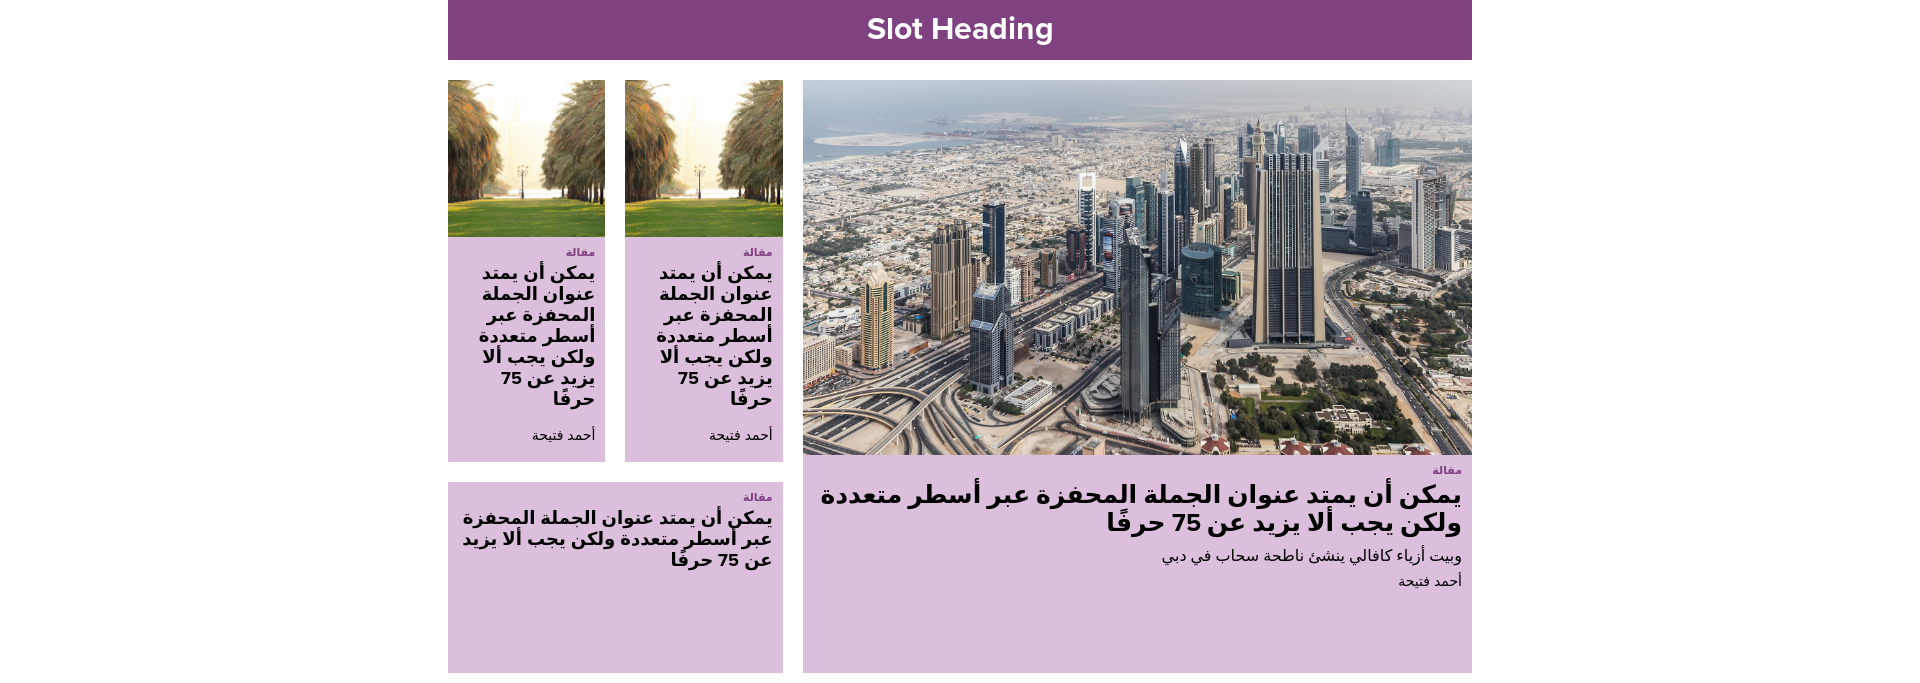 Slot Heading
مقالة
يمكن أن يمتد عنوان الجملة المحفزة عبر أسطر متعددة
ولكن يجب ألا يزيد عن 75 حرفًا
وبيت أزياء كافالي ينشئ ناطحة سحاب في دبي
أحمد فتيحة
مقالة
يمكن أن يمتد
عنوان الجملة
المحفزة عبر
أسطر متعددة
ولكن يجب ألا
يزيد عن 75
حرفًا
أحمد فتيحة
مقالة
يمكن أن يمتد
عنوان الجملة
المحفزة عبر
أسطر متعددة
ولكن يجب ألا
يزيد عن 75
حرفًا
أحمد فتيحة
مقالة
يمكن أن يمتد عنوان الجملة المحفزة
عبر أسطر متعددة ولكن يجب ألا يزيد
عن 75 حرفًا